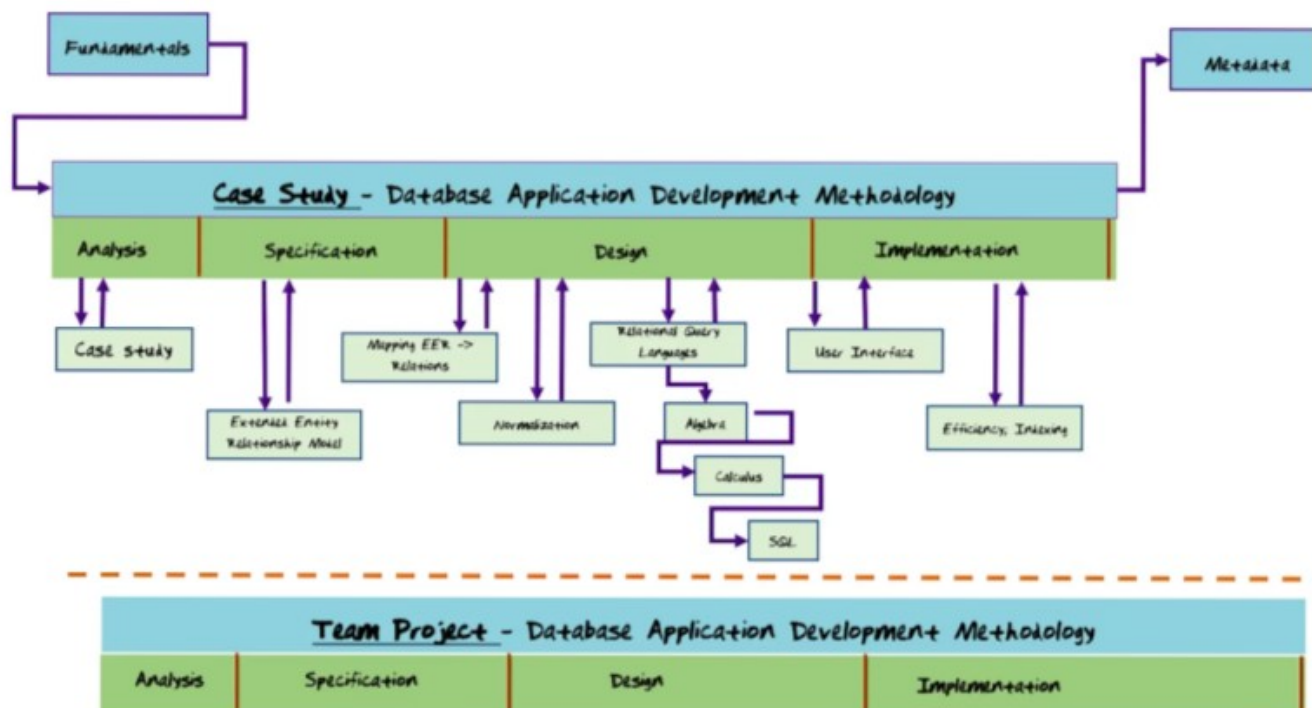 Fundamentals
Metadata
Case Study - Database Application Development Methodology
Analysis
Specification
Design
Implementation
Case study
Extended Entity
Relationship Model
Mapping EER ->
Relations
Normalization
Relational Query
Languages
Algebra
Calculus
SQL
User Interface
Efficiency, Indexing
Team Project - Database Application Development Methodology
Analysis
Specification
Design
Implementation